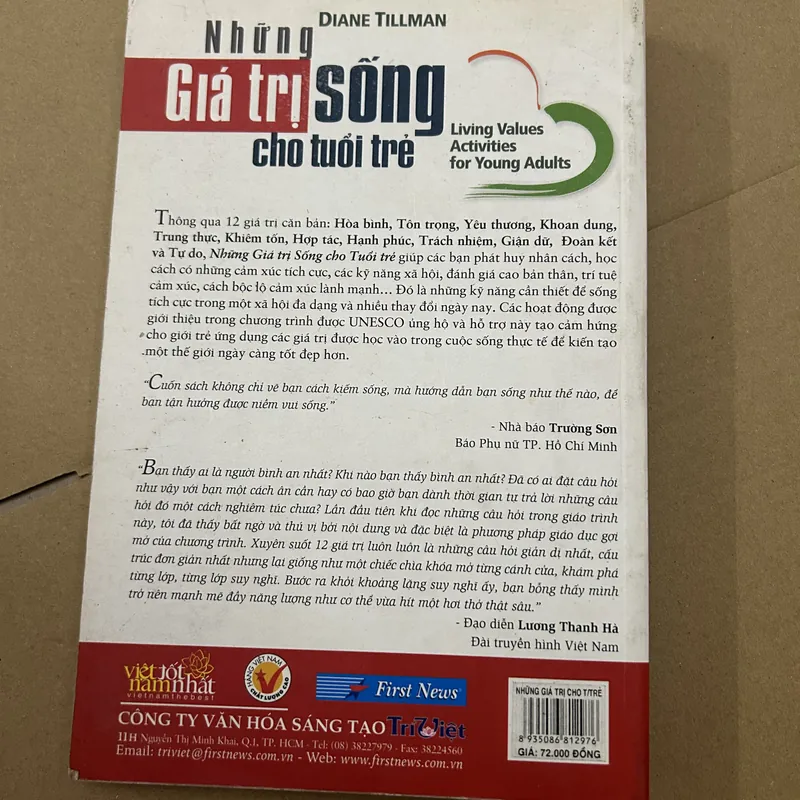 DIANE TILLMAN
Những
Giá trị sống
cho tuổi trẻ
Living Values
Activities
for Young Adults
Thông qua 12 giá trị căn bản: Hòa bình, Tôn trọng, Yêu thương, Khoan dung,
Trung thực, Khiêm tốn, Hợp tác, Hạnh phúc, Trách nhiệm, Giận dữ, Đoàn kết
và Tự do, Những Giá trị Sống cho Tuổi trẻ giúp các bạn phát huy nhân cách, học
cách có những cảm xúc tích cực, các kỹ năng xã hội, đánh giá cao bản thân, trí tuệ
cảm xúc, cách bộc lộ cảm xúc lành mạnh... Đó là những kỹ năng cần thiết để sống
tích cực trong một xã hội đa dạng và nhiều thay đổi ngày nay. Các hoạt động được
giới thiệu trong chương trình được UNESCO ủng hộ và hỗ trợ này tạo cảm hứng
cho giới trẻ ứng dụng các giá trị được học vào trong cuộc sống thực tế để kiến tạo
một thế giới ngày càng tốt đẹp hơn.
"Cuốn sách không chỉ vẽ bạn cách kiếm sống, mà hướng dẫn bạn sống như thế nào, để
bạn tận hưởng được niềm vui sống."
- Nhà báo Trường Sơn
Báo Phụ nữ TP. Hồ Chí Minh
"Bạn thấy ai là người bình an nhất? Khi nào bạn thấy bình an nhất? Đã có ai đặt câu hỏi
như vậy với bạn một cách ân cần hay có bao giờ bạn dành thời gian tự trả lời những câu
hỏi đó một cách nghiêm túc chưa? Lần đầu tiên khi đọc những câu hỏi trong giáo trình
này, tôi đã thấy bất ngờ và thú vị bởi nội dung và đặc biệt là phương pháp giáo dục gợi
mở của chương trình. Xuyên suốt 12 giá trị luôn luôn là những câu hỏi giản dị nhất, cấu
trúc đơn giản nhất nhưng lại giống như một chiếc chìa khóa mở từng cánh cửa, khám phá
từng lớp, từng lớp suy nghĩ. Bước ra khỏi khoảng lặng suy nghĩ ấy, bạn bỗng thấy mình
trở nên mạnh mẽ đầy năng lượng như cơ thể vừa hít một hơi thở thật sâu."
- Đạo diễn Lương Thanh Hà
Đài truyền hình Việt Nam
việt tốt
nam nhất
vietnamthebest
HÀNG VIỆT NAM
CHẤT LƯỢNG CAO
First News
CÔNG TY VĂN HÓA SÁNG TẠO Trí Việt
11H Nguyễn Thị Minh Khai, Q.1, TP. HCM - Tel: (08) 38227979 - Fax: 38224560
Email: triviet@firstnews.com.vn - Web: www.firstnews.com.vn
NHỮNG GIÁ TRỊ CHO T/TRẺ
8 935086 812976
GIÁ: 72.000 ĐỒNG